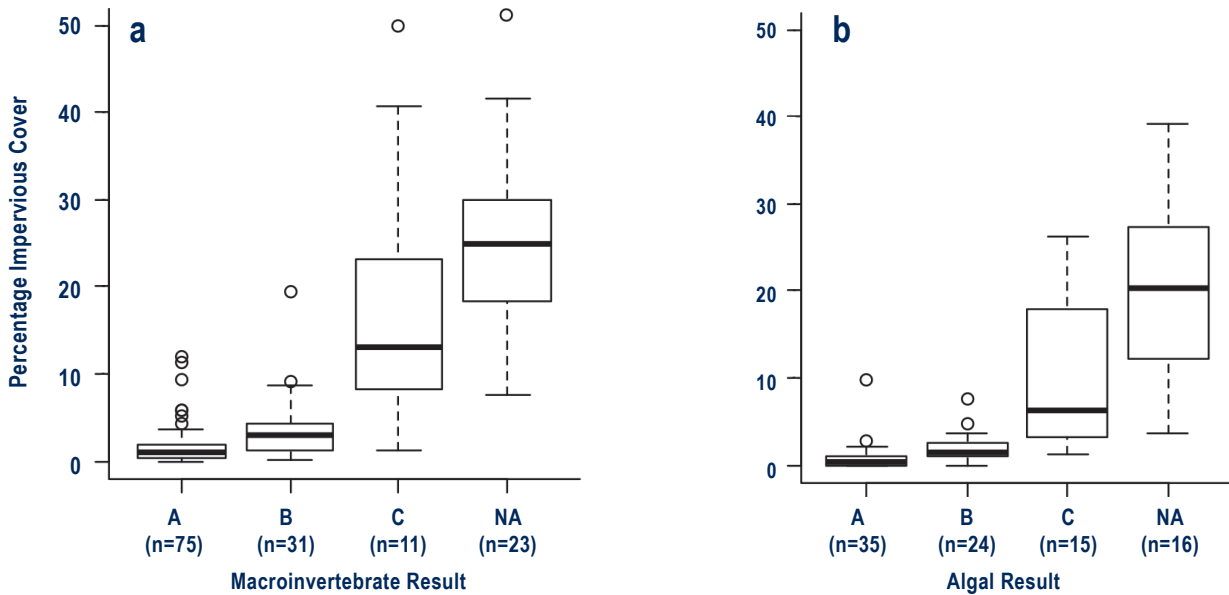 a
50
40
30
20
10
0
Percentage Impervious Cover
A
(n=75)
B
(n=31)
C
(n=11)
NA
(n=23)
Macroinvertebrate Result
b
50
40
30
20
10
0
A
(n=35)
B
(n=24)
C
(n=15)
NA
(n=16)
Algal Result